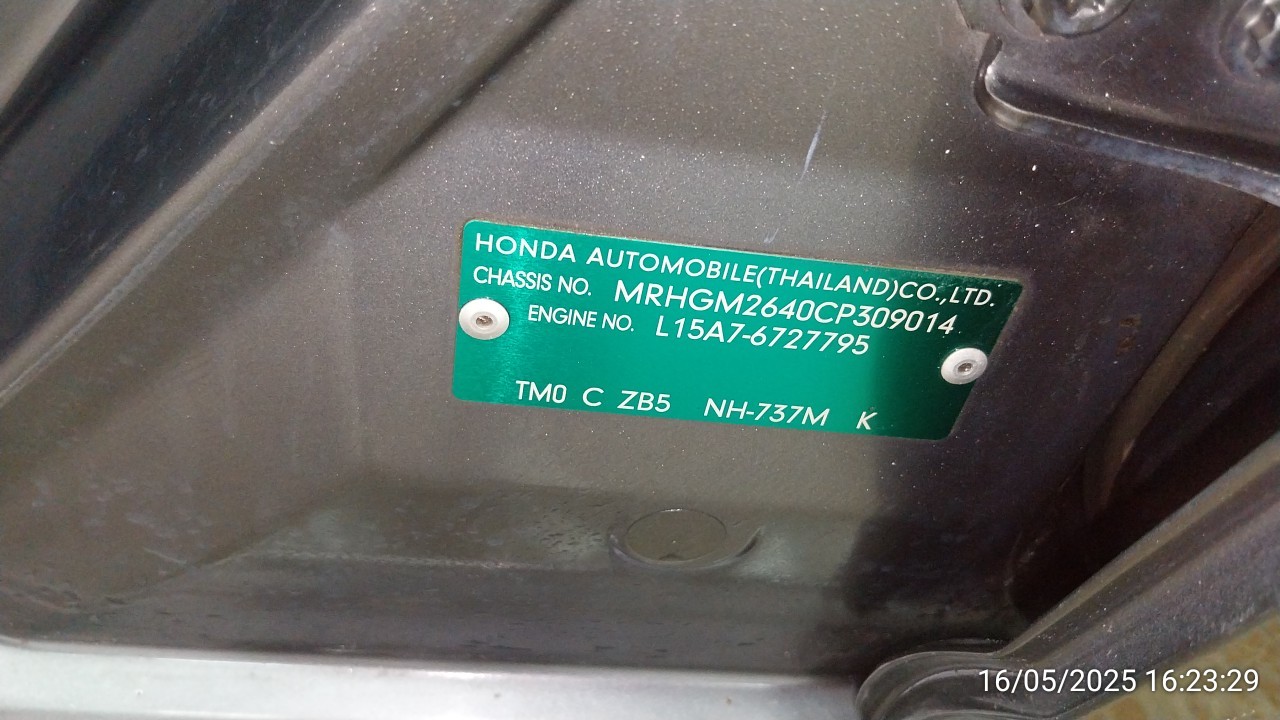 HONDA AUTOMOBILE(THAILAND)CO.,LTD.
CHASSIS NO. MRHGM2640CP309014
ENGINE NO. L15A7-6727795
TM0 C ZB5 NH-737M K
16/05/2025 16:23:29